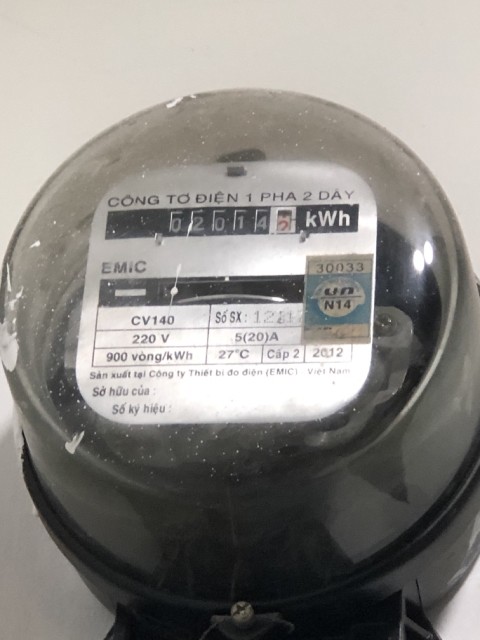 CÔNG TƠ ĐIỆN 1 PHA 2 DÂY
02014 kWh
EMIC
30033
N14
CV140 Số SX:
220 V 5(20)A
900 vòng/kWh 27°C Cấp 2 2012
Sản xuất tại Công ty Thiết bị đo điện (EMIC) Việt Nam
Sở hữu của :
Số ký hiệu :